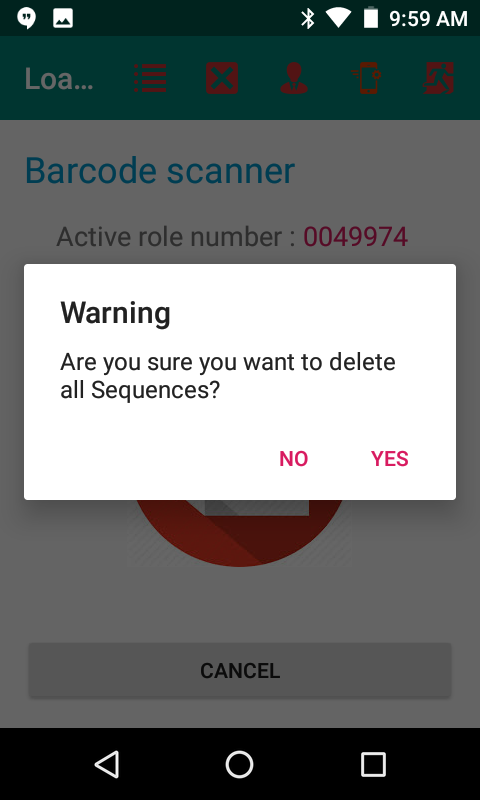 9:59 AM
Loa...
Barcode scanner
Active role number : 0049974
Warning
Are you sure you want to delete
all Sequences?
NO YES
CANCEL